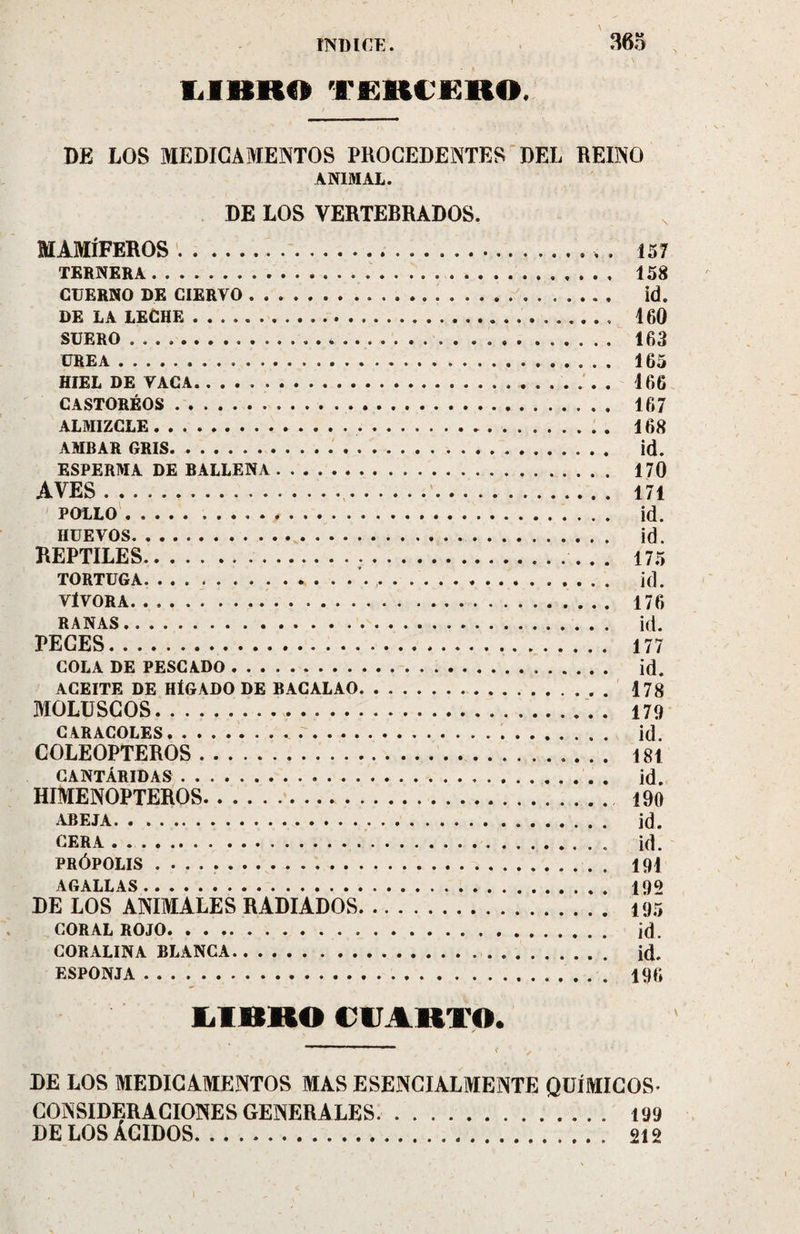 INDICE. 365
LIBRO TERCERO.
DE LOS MEDICAMENTOS PROCEDENTES DEL REINO
ANIMAL.
DE LOS VERTEBRADOS.
MAMÍFEROS . . . . . . . . . . 157
TERNERA . . . . . . . . . . 158
CUERNO DE CIERVO . . . . . . . . . . id.
DE LA LECHE . . . . . . . . . . 160
SUERO . . . . . . . . . . 163
UREA . . . . . . . . . . 165
HIEL DE VACA. . . . . . . . . . 166
CASTORÉOS . . . . . . . . . . 167
ALMIZCLE . . . . . . . . . . 168
AMBAR GRIS. . . . . . . . . . id.
ESPERMA DE BALLENA . . . . . . . . . . 170
AVES . . . . . . . . . . 171
POLLO . . . . . . . . . . id.
HUEVOS. . . . . . . . . . id.
REPTILES. . . . . . . . . . 175
TORTUGA. . . . . . . . . . id.
VÍVORA. . . . . . . . . . 176
RANAS . . . . . . . . . . id.
PECES . . . . . . . . . . 177
COLA DE PESCADO . . . . . . . . . . id.
ACEITE DE HÍGADO DE BACALAO. . . . . . . . . . 178
MOLUSCOS. . . . . . . . . . 179
CARACOLES. . . . . . . . . . id.
COLEOPTEROS . . . . . . . . . . 181
CANTÁRIDAS . . . . . . . . . . id.
HIMENOPTEROS. . . . . . . . . . 190
ABEJA. . . . . . . . . . id.
CERA . . . . . . . . . . id.
PRÓPOLIS . . . . . . . . . . 191
AGALLAS . . . . . . . . . . 192
DE LOS ANIMALES RADIADOS. . . . . . . . . . 195
CORAL ROJO. . . . . . . . . . id.
CORALINA BLANCA. . . . . . . . . . id.
ESPONJA . . . . . . . . . . 196
LIBRO CUARTO.
DE LOS MEDICAMENTOS MAS ESENCIALMENTE QUÍMICOS.
CONSIDERACIONES GENERALES. . . . . . . . . . 199
DE LOS ÁCIDOS. . . . . . . . . . 212